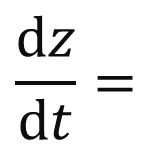 dz/dt =